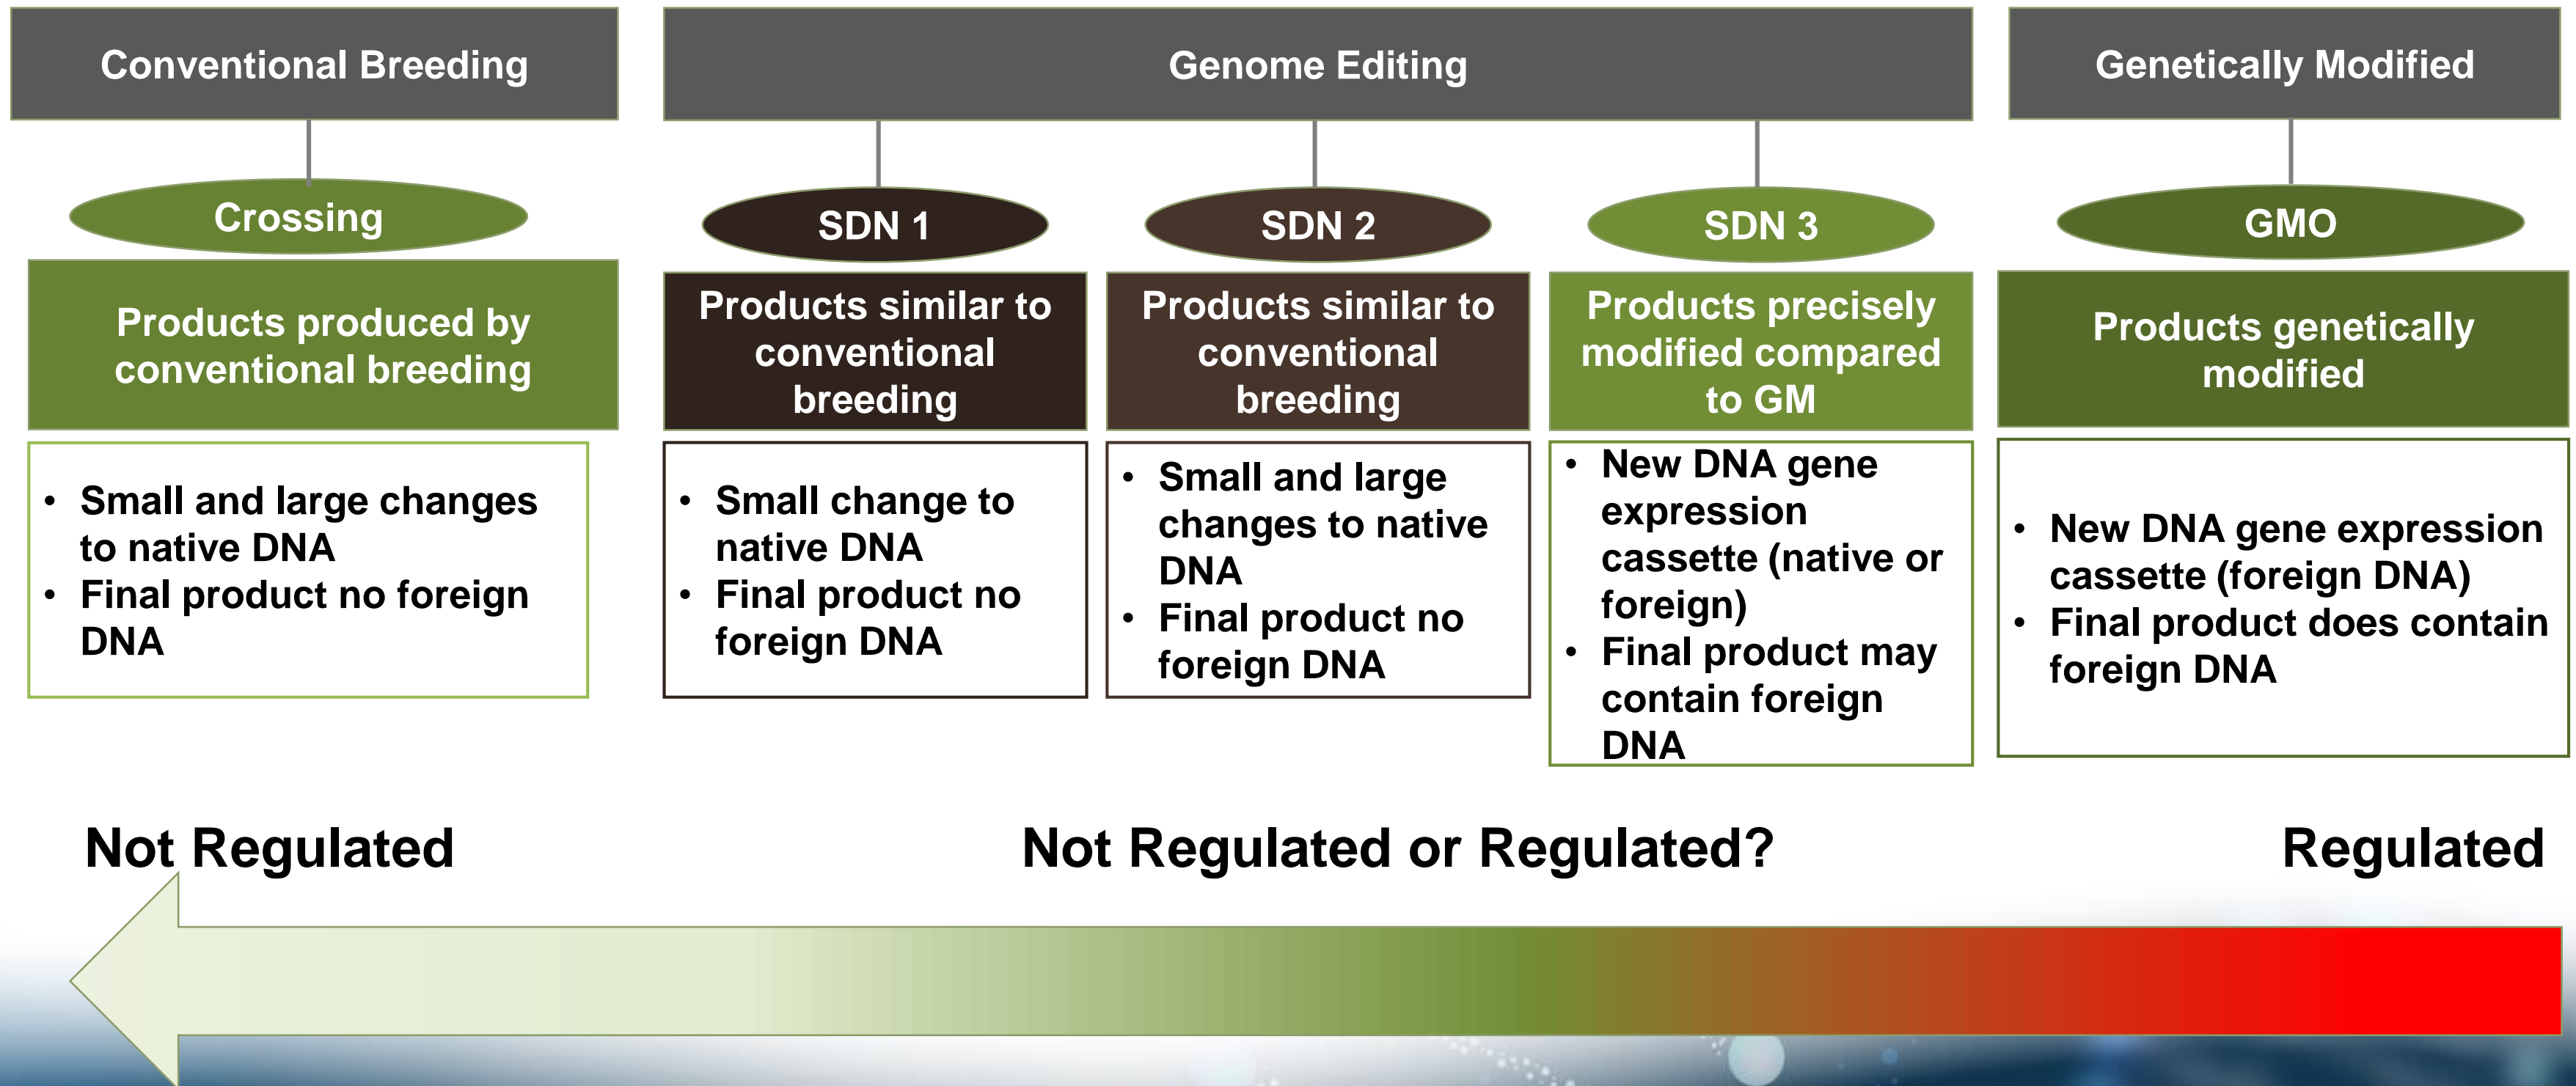 Conventional Breeding
Genome Editing
Genetically Modified
Crossing
SDN 1
SDN 2
SDN 3
GMO
Products produced by
conventional breeding
Products similar to
conventional
breeding
Products similar to
conventional
breeding
Products precisely
modified compared
to GM
Products genetically
modified
• Small and large changes
to native DNA
• Final product no foreign
DNA
• Small change to
native DNA
• Final product no
foreign DNA
• Small and large
changes to native
DNA
• Final product no
foreign DNA
• New DNA gene
expression
cassette (native or
foreign)
• Final product may
contain foreign
DNA
• New DNA gene expression
cassette (foreign DNA)
• Final product does contain
foreign DNA
Not Regulated
Not Regulated or Regulated?
Regulated